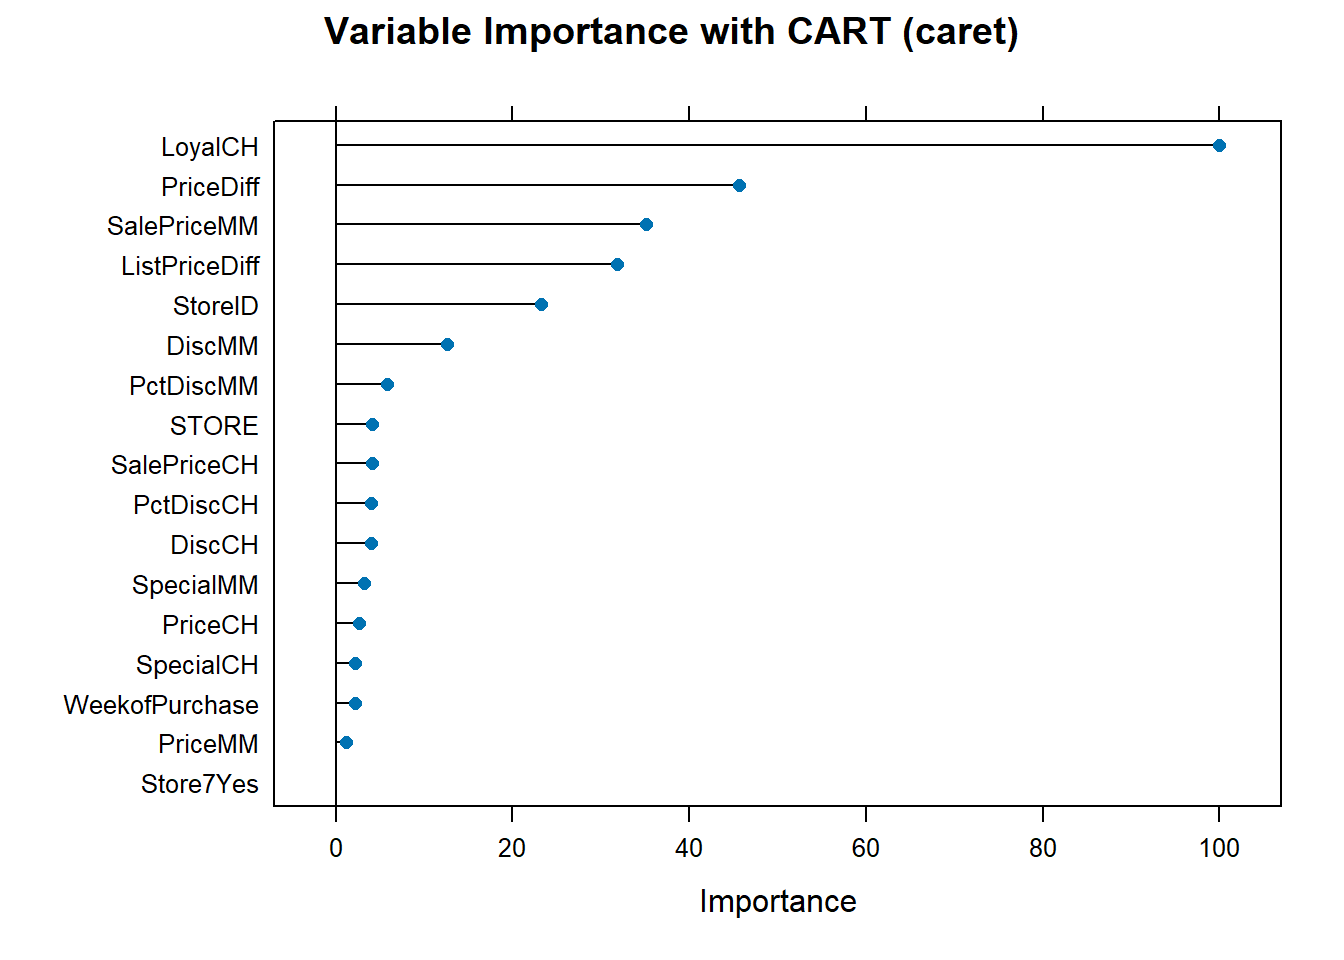 Variable Importance with CART (caret)
LoyalCH
PriceDiff
SalePriceMM
ListPriceDiff
StoreID
DiscMM
PctDiscMM
STORE
SalePriceCH
PctDiscCH
DiscCH
SpecialMM
PriceCH
SpecialCH
WeekofPurchase
PriceMM
Store7Yes
0 20 40 60 80 100
Importance